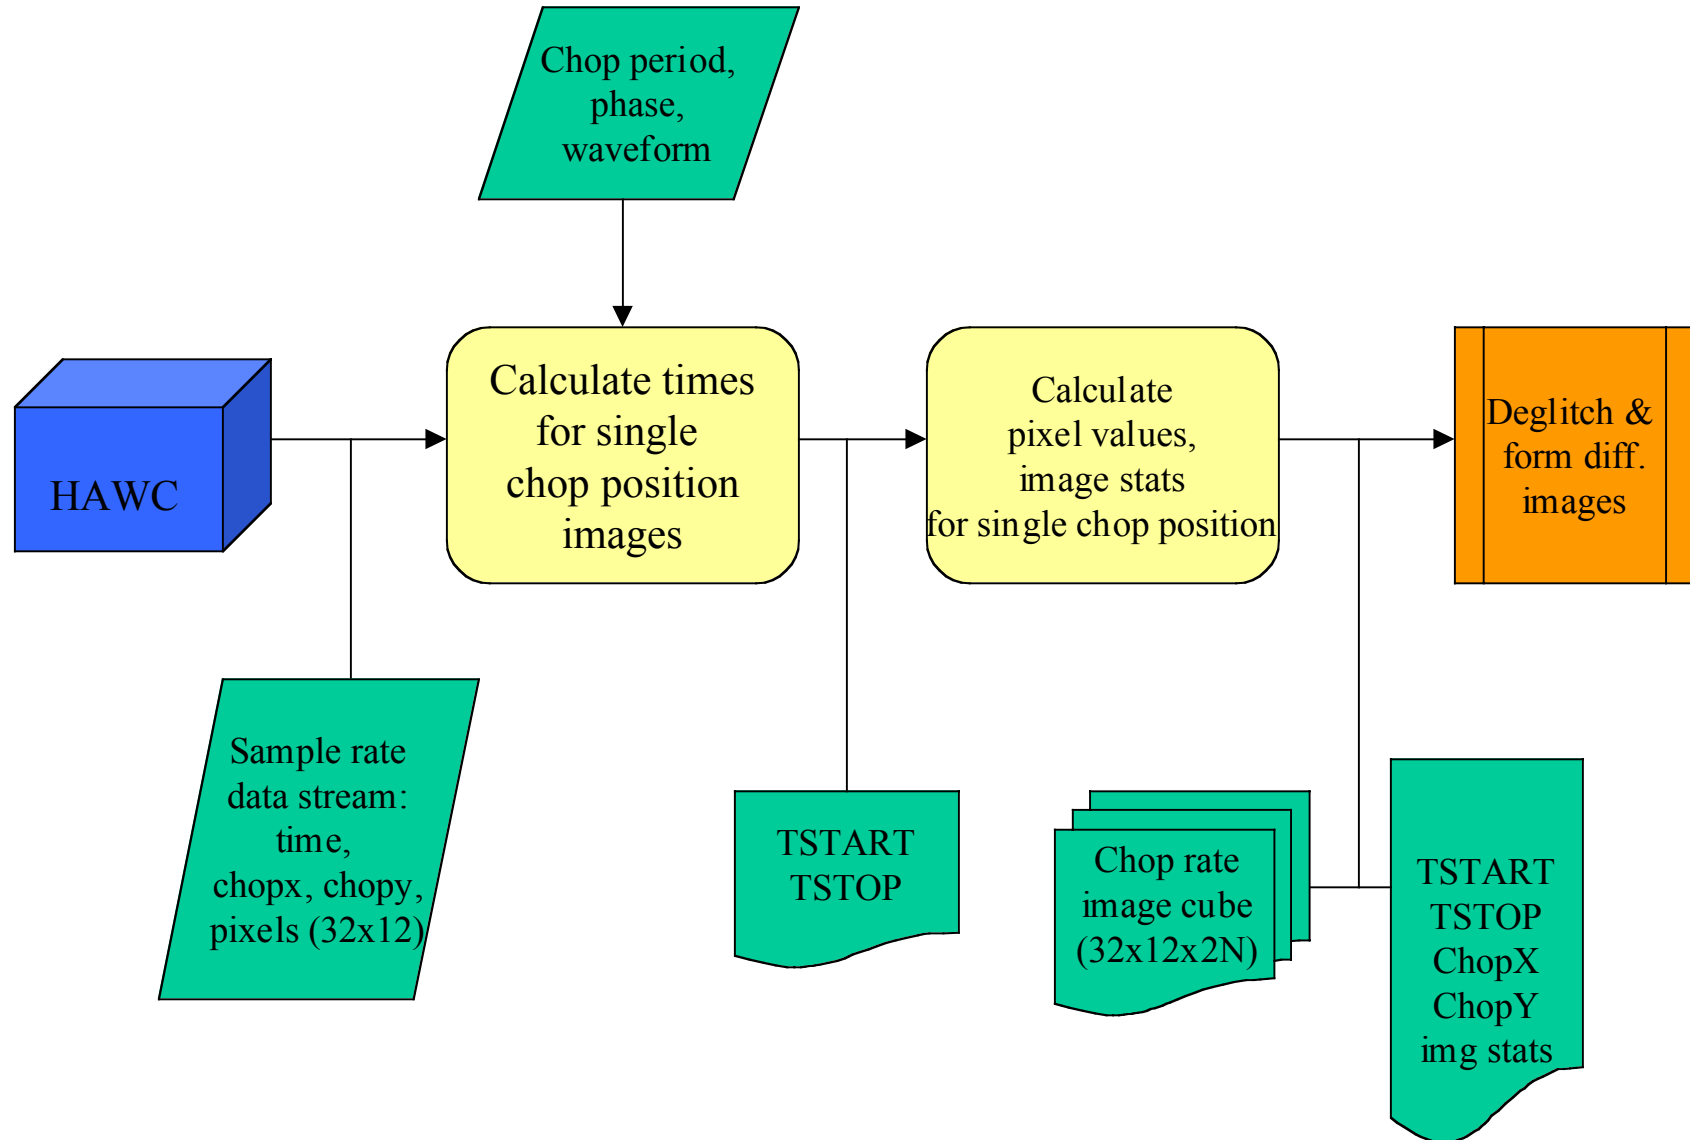 Chop period,
phase,
waveform
HAWC
Calculate times
for single
chop position
images
Calculate
pixel values,
image stats
for single chop position
Deglitch &
form diff.
images
Sample rate
data stream:
time,
chopx, chopy,
pixels (32x12)
TSTART
TSTOP
Chop rate
image cube
(32x12x2N)
TSTART
TSTOP
ChopX
ChopY
img stats